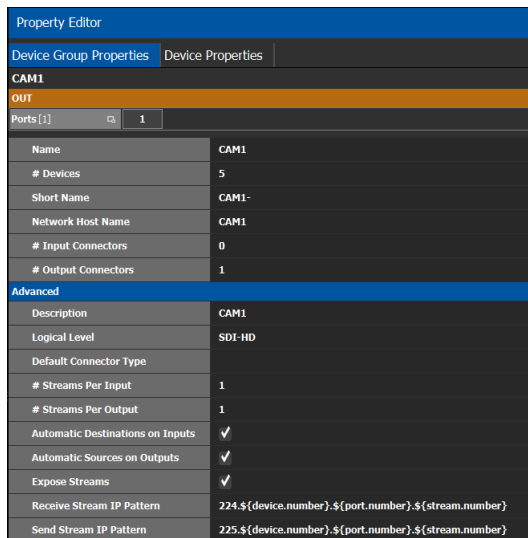 Property Editor
Device Group Properties Device Properties
CAM1
OUT
Ports [1] 1
Name CAM1
# Devices 5
Short Name CAM1-
Network Host Name CAM1
# Input Connectors 0
# Output Connectors 1
Advanced
Description CAM1
Logical Level SDI-HD
Default Connector Type
# Streams Per Input 1
# Streams Per Output 1
Automatic Destinations on Inputs
Automatic Sources on Outputs
Expose Streams
Receive Stream IP Pattern 224.${device.number}.${port.number}.${stream.number}
Send Stream IP Pattern 225.${device.number}.${port.number}.${stream.number}